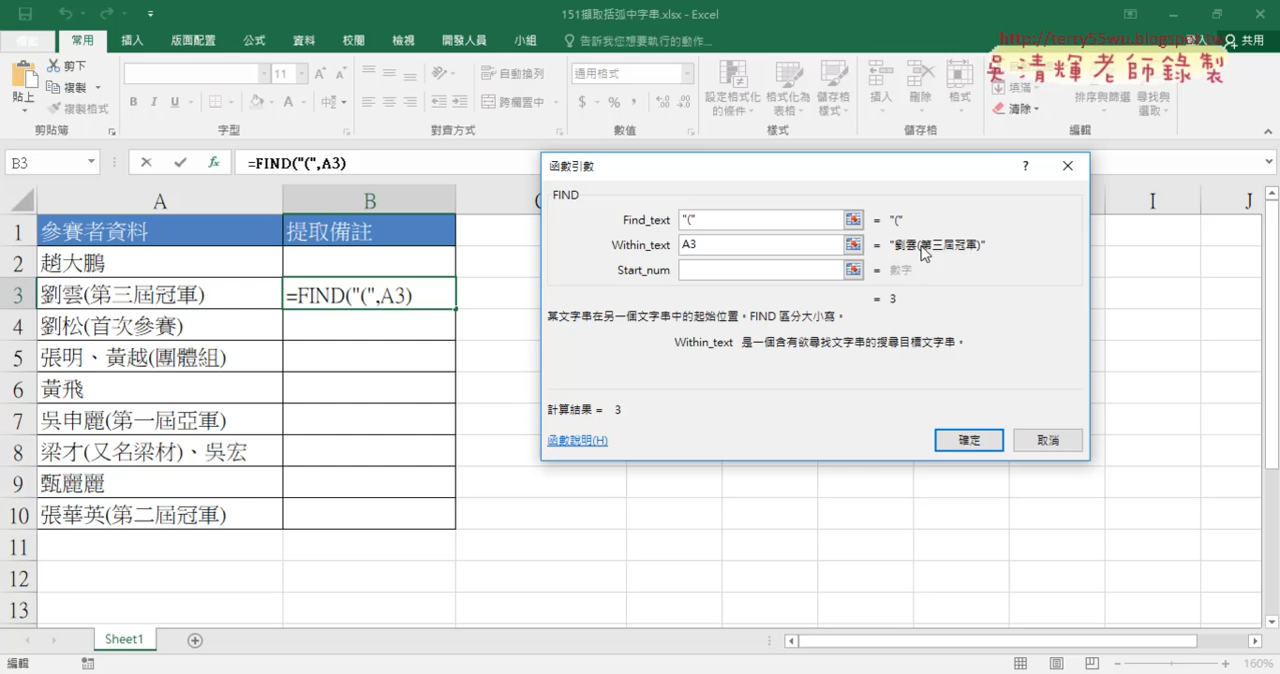 151擷取括弧中字串.xlsx - Excel
常用 插入 版面配置 公式 資料 校閱 檢視 開發人員 小組 告訴我您想要執行的動作... 共用
http://terry55wu.blogspot.tw
吳清輝老師錄製
剪下
複製
貼上 複製格式
11
自動換列
跨欄置中
通用格式
設定格式化的條件
格式化為表格
儲存格樣式
插入 刪除 格式
填滿
清除
排序與篩選 尋找與選取
剪貼簿 字型 對齊方式 數值 樣式 儲存格 編輯
B3 =FIND("(",A3)
A B I J
1 參賽者資料 提取備註
2 趙大鵬
3 劉雲(第三屆冠軍) =FIND("(",A3)
4 劉松(首次參賽)
5 張明、黃越(團體組)
6 黃飛
7 吳申麗(第一屆亞軍)
8 梁才(又名梁材)、吳宏
9 甄麗麗
10 張華英(第二屆冠軍)
11
12
13
函數引數
FIND
Find_text "(" = "("
Within_text A3 = "劉雲(第三屆冠軍)"
Start_num = 數字
= 3
某文字串在另一個文字串中的起始位置。FIND 區分大小寫。
Within_text 是一個含有欲尋找文字串的搜尋目標文字串。
計算結果 = 3
函數說明(H) 確定 取消
Sheet1
編輯 160%